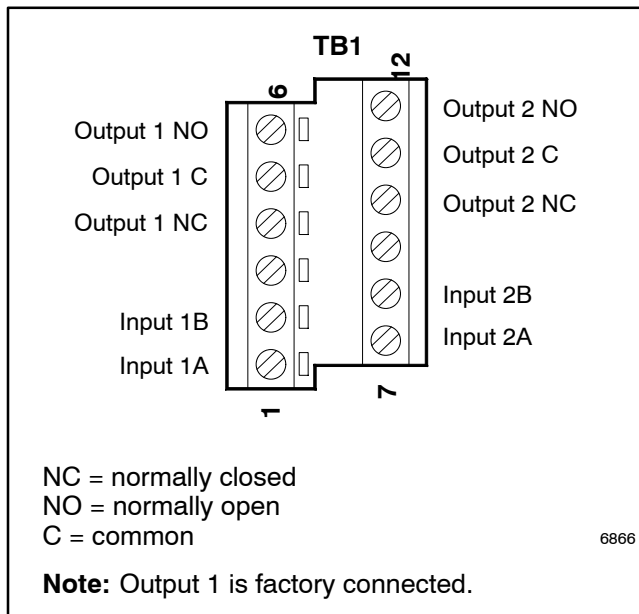 TB1
6
12
Output 1 NO
Output 2 NO
Output 1 C
Output 2 C
Output 1 NC
Output 2 NC
Input 1B
Input 2B
Input 1A
Input 2A
1
7
NC = normally closed
NO = normally open
C = common
6866
Note: Output 1 is factory connected.